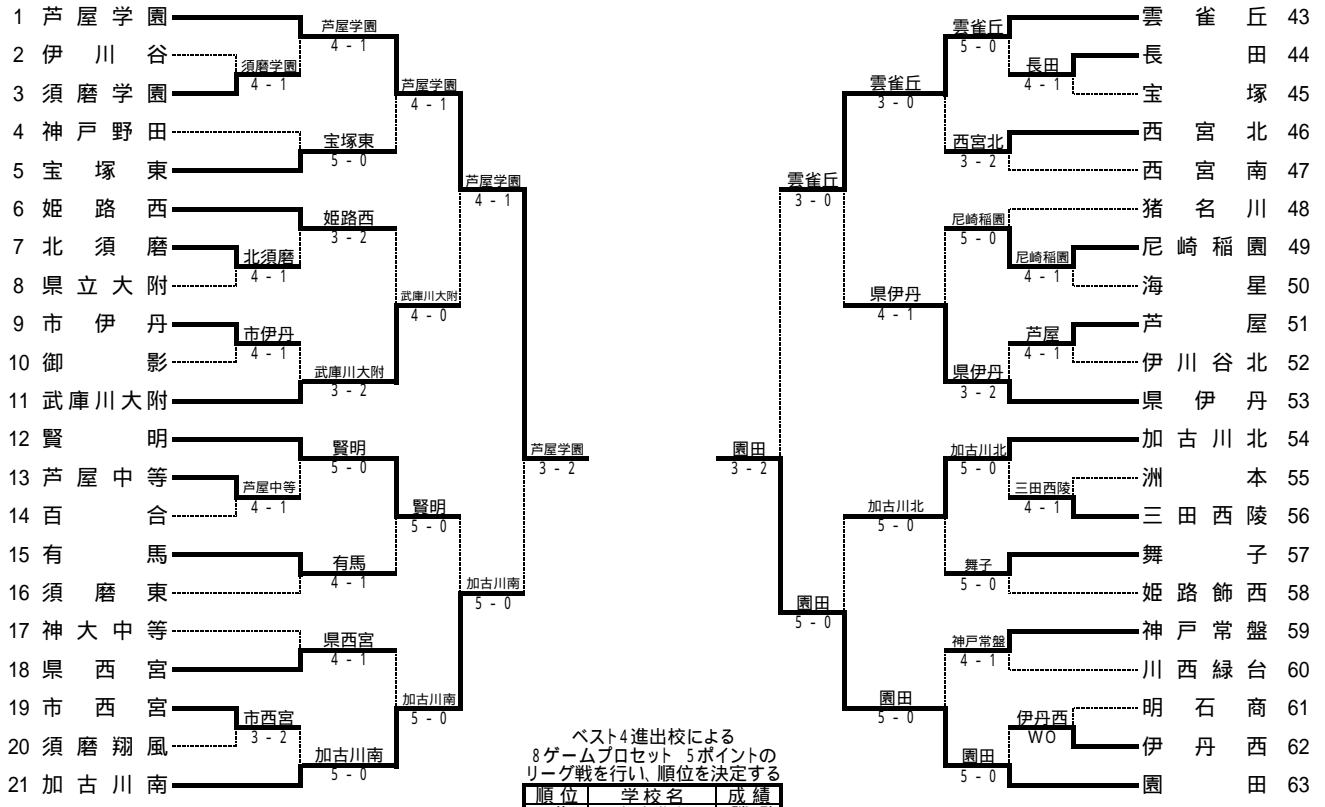 1 芦屋学園
2 伊川谷
3 須磨学園
4 神戸野田
5 宝塚東
6 姫路西
7 北須磨
8 県立大附
9 市伊丹
10 御影
11 武庫川大附
12 賢明
13 芦屋中等
14 百合
15 有馬
16 須磨東
17 神大中等
18 県西宮
19 市西宮
20 須磨翔風
21 加古川南
須磨学園
4 - 1
北須磨
4 - 1
市伊丹
4 - 1
芦屋中等
4 - 1
市西宮
3 - 2
芦屋学園
4 - 1
宝塚東
5 - 0
姫路西
3 - 2
武庫川大附
3 - 2
賢明
5 - 0
有馬
4 - 1
県西宮
4 - 1
加古川南
5 - 0
芦屋学園
4 - 1
武庫川大附
4 - 0
賢明
5 - 0
加古川南
5 - 0
芦屋学園
4 - 1
加古川南
5 - 0
芦屋学園
3 - 2
園田
3 - 2
雲雀丘
3 - 0
園田
5 - 0
雲雀丘
3 - 0
県伊丹
4 - 1
加古川北
5 - 0
園田
5 - 0
雲雀丘
5 - 0
西宮北
3 - 2
尼崎稲園
5 - 0
県伊丹
3 - 2
加古川北
5 - 0
舞子
5 - 0
神戸常盤
4 - 1
園田
5 - 0
長田
4 - 1
尼崎稲園
4 - 1
芦屋
4 - 1
三田西陵
4 - 1
伊丹西
WO
雲雀丘 43
長田 44
宝塚 45
西宮北 46
西宮南 47
猪名川 48
尼崎稲園 49
海星 50
芦屋 51
伊川谷北 52
県伊丹 53
加古川北 54
洲本 55
三田西陵 56
舞子 57
姫路飾西 58
神戸常盤 59
川西緑台 60
明石商 61
伊丹西 62
園田 63
ベスト4進出校による
8ゲームプロセット 5ポイントの
リーグ戦を行い、順位を決定する
順位 学校名 成績